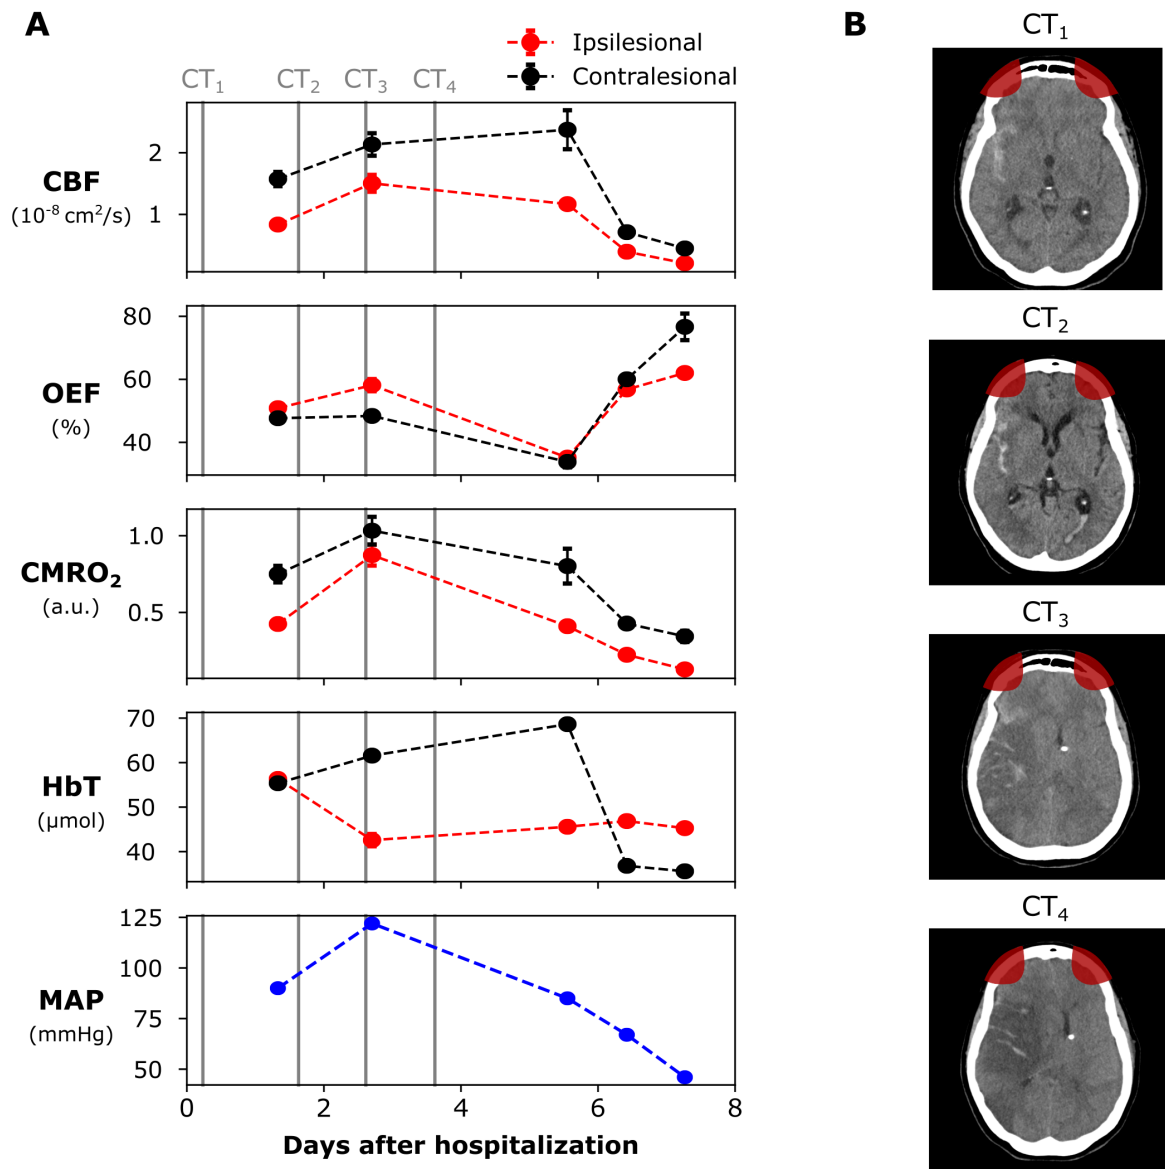 A
Ipsilesional
Contralesional
CT1 CT2 CT3 CT4
CBF
(10⁻⁸ cm²/s)
2
1
OEF
(%)
80
60
40
CMRO₂
(a.u.)
1.0
0.5
HbT
(µmol)
70
60
50
40
MAP
(mmHg)
125
100
75
50
0 2 4 6 8
Days after hospitalization
B
CT₁
CT₂
CT₃
CT₄